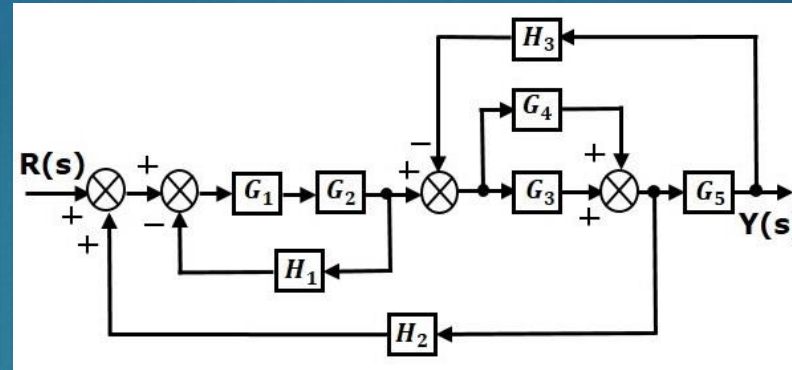 H₃
−
G₄
R(s)
+
+
+
+
G₁
G₂
G₃
G₅
+
−
+
Y(s)
+
H₁
H₂